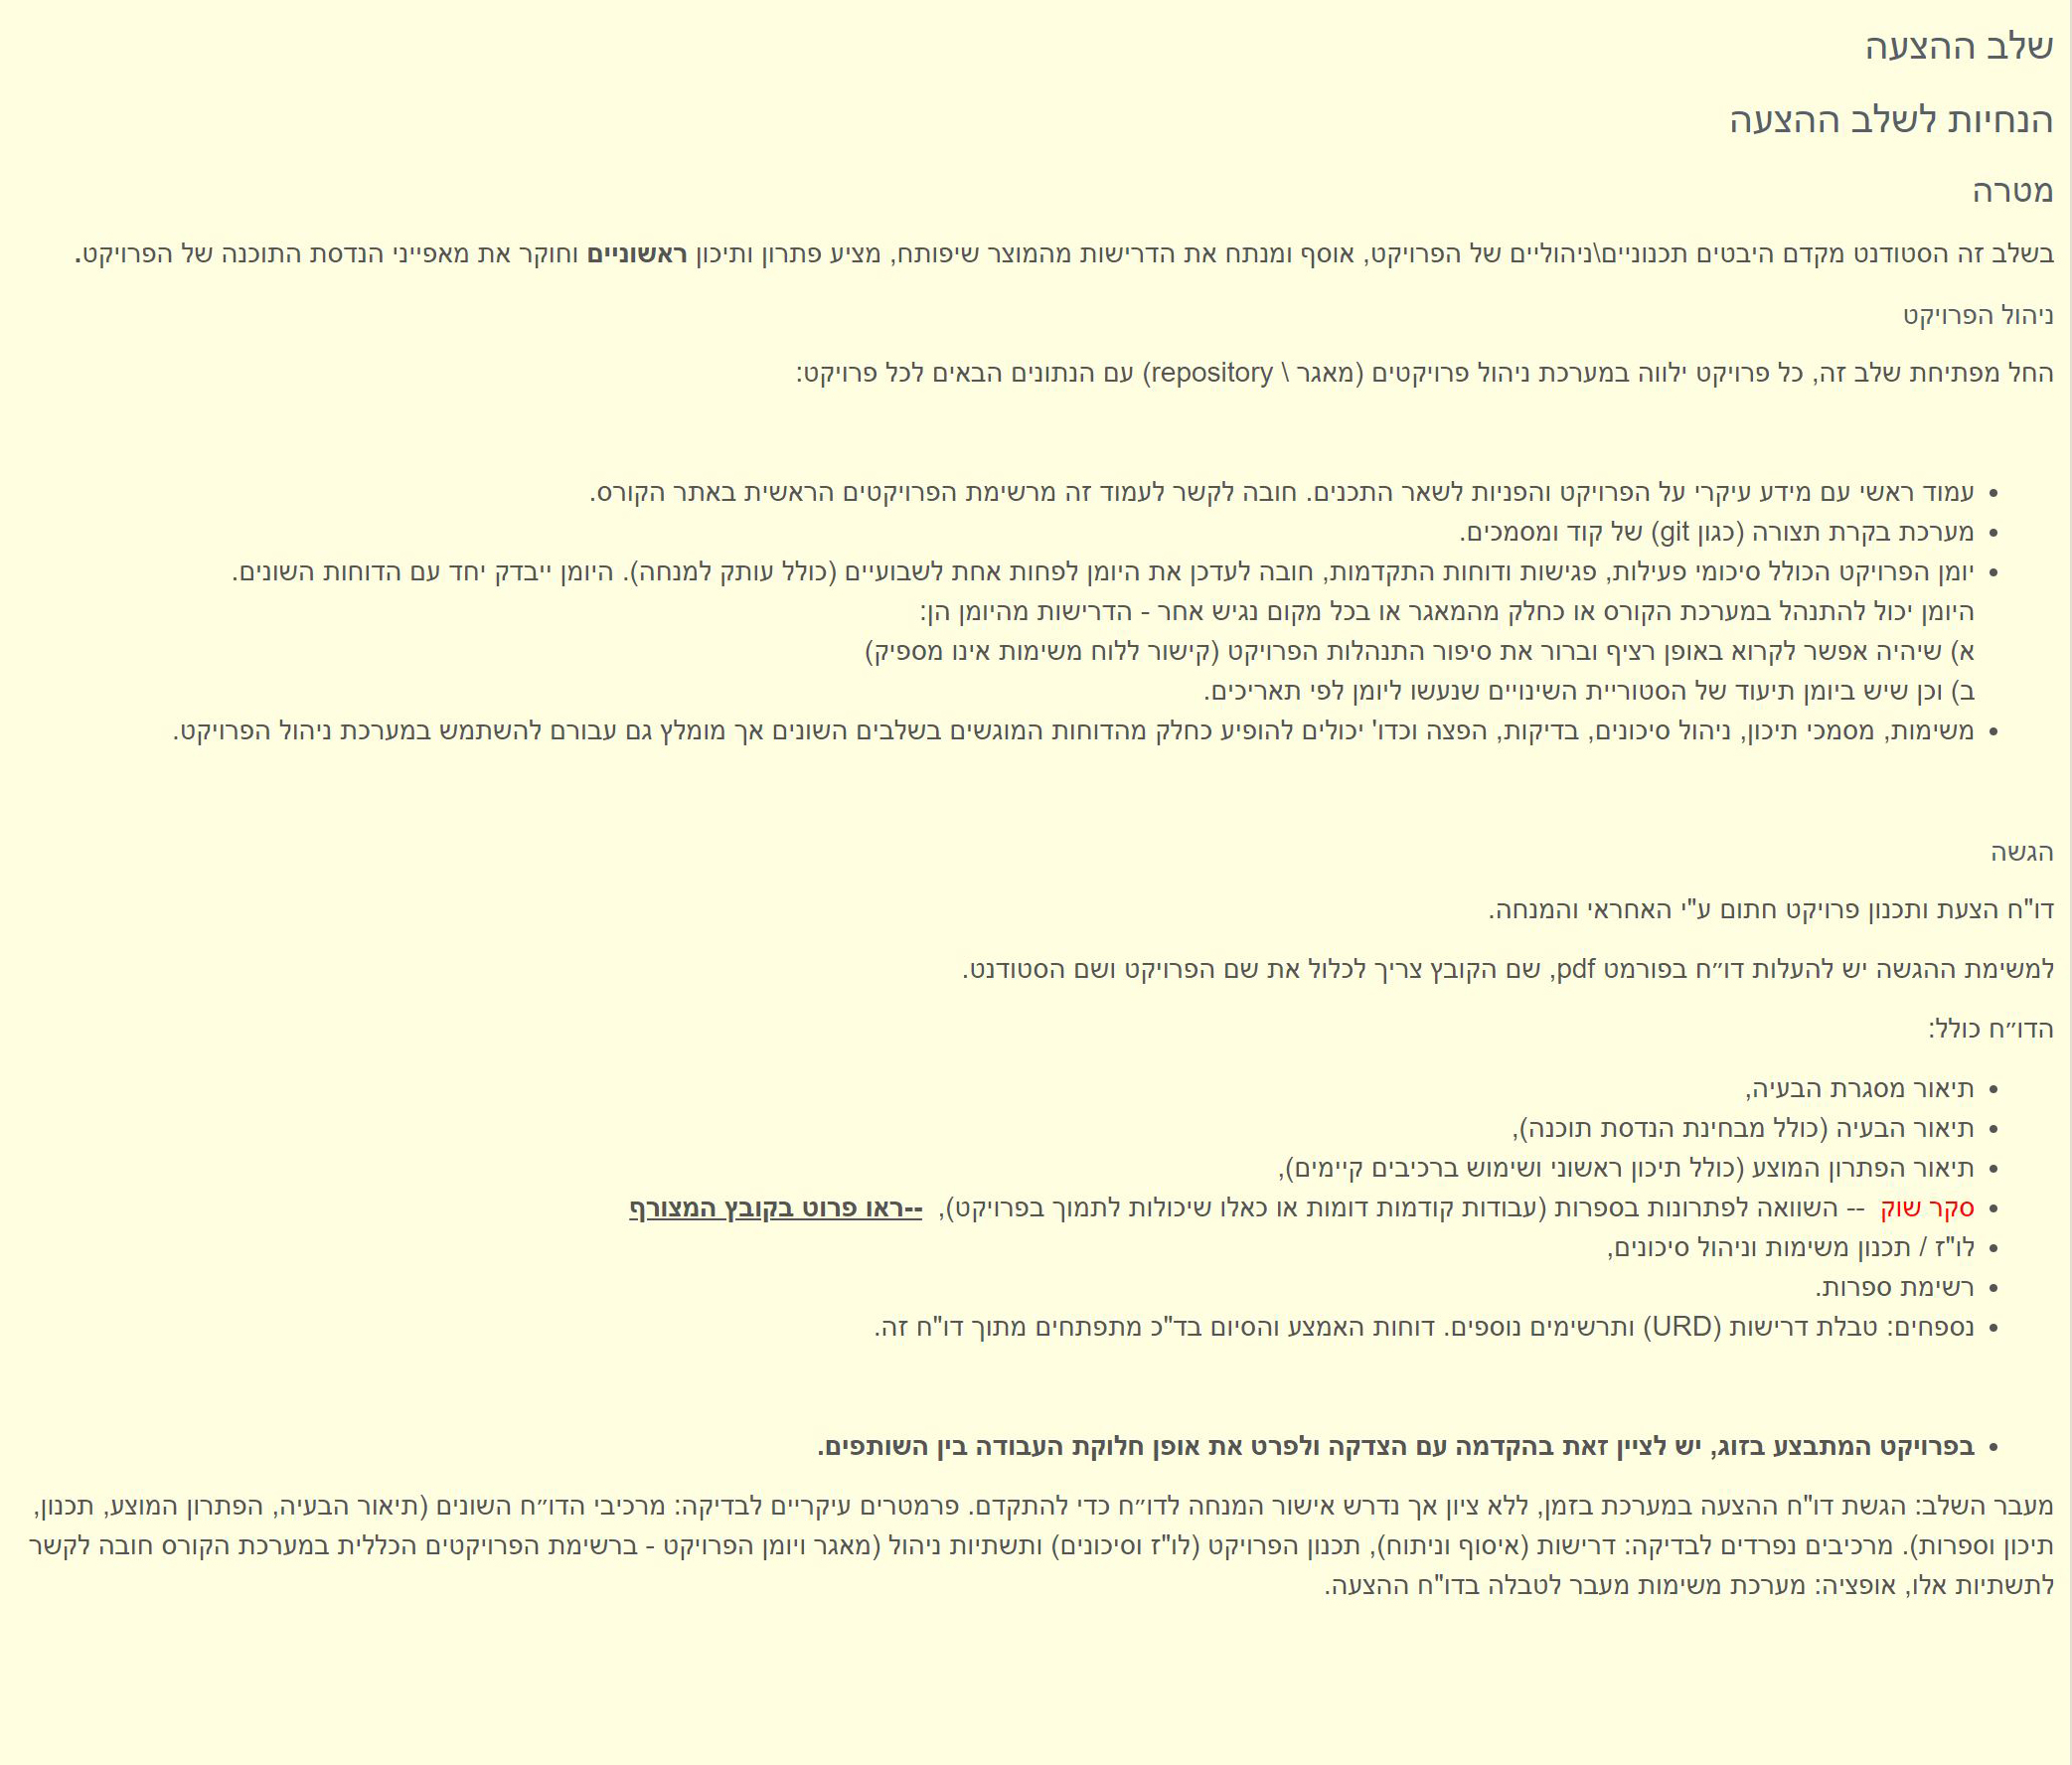 שלב ההצעה
הנחיות לשלב ההצעה
מטרה
בשלב זה הסטודנט מקדם היבטים תכנוניים\ניהוליים של הפרויקט, אוסף ומנתח את הדרישות מהמוצר שיפותח, מציע פתרון ותיכון ראשוניים וחוקר את מאפייני הנדסת התוכנה של הפרויקט.
ניהול הפרויקט
החל מפתיחת שלב זה, כל פרויקט ילווה במערכת ניהול פרויקטים (מאגר \ repository) עם הנתונים הבאים לכל פרויקט:
• עמוד ראשי עם מידע עיקרי על הפרויקט והפניות לשאר התכנים. חובה לקשר לעמוד זה מרשימת הפרויקטים הראשית באתר הקורס.
• מערכת בקרת תצורה (כגון git) של קוד ומסמכים.
• יומן הפרויקט הכולל סיכומי פעילות, פגישות ודוחות התקדמות, חובה לעדכן את היומן לפחות אחת לשבועיים (כולל עותק למנחה). היומן ייבדק יחד עם הדוחות השונים.
היומן יכול להתנהל במערכת הקורס או כחלק מהמאגר או בכל מקום נגיש אחר - הדרישות מהיומן הן:
א) שיהיה אפשר לקרוא באופן רציף וברור את סיפור התנהלות הפרויקט (קישור ללוח משימות אינו מספיק)
ב) וכן שיש ביומן תיעוד של הסטוריית השינויים שנעשו ליומן לפי תאריכים.
• משימות, מסמכי תיכון, ניהול סיכונים, בדיקות, הפצה וכדו' יכולים להופיע כחלק מהדוחות המוגשים בשלבים השונים אך מומלץ גם עבורם להשתמש במערכת ניהול הפרויקט.
הגשה
דו"ח הצעת ותכנון פרויקט חתום ע"י האחראי והמנחה.
למשימת ההגשה יש להעלות דו״ח בפורמט pdf, שם הקובץ צריך לכלול את שם הפרויקט ושם הסטודנט.
הדו״ח כולל:
• תיאור מסגרת הבעיה,
• תיאור הבעיה (כולל מבחינת הנדסת תוכנה),
• תיאור הפתרון המוצע (כולל תיכון ראשוני ושימוש ברכיבים קיימים),
• סקר שוק -- השוואה לפתרונות בספרות (עבודות קודמות דומות או כאלו שיכולות לתמוך בפרויקט), --ראו פרוט בקובץ המצורף
• לו"ז / תכנון משימות וניהול סיכונים,
• רשימת ספרות.
• נספחים: טבלת דרישות (URD) ותרשימים נוספים. דוחות האמצע והסיום בד"כ מתפתחים מתוך דו"ח זה.
• בפרויקט המתבצע בזוג, יש לציין זאת בהקדמה עם הצדקה ולפרט את אופן חלוקת העבודה בין השותפים.
מעבר השלב: הגשת דו"ח ההצעה במערכת בזמן, ללא ציון אך נדרש אישור המנחה לדו״ח כדי להתקדם. פרמטרים עיקריים לבדיקה: מרכיבי הדו״ח השונים (תיאור הבעיה, הפתרון המוצע, תכנון,
תיכון וספרות). מרכיבים נפרדים לבדיקה: דרישות (איסוף וניתוח), תכנון הפרויקט (לו"ז וסיכונים) ותשתיות ניהול (מאגר ויומן הפרויקט - ברשימת הפרויקטים הכללית במערכת הקורס חובה לקשר
לתשתיות אלו, אופציה: מערכת משימות מעבר לטבלה בדו"ח ההצעה.